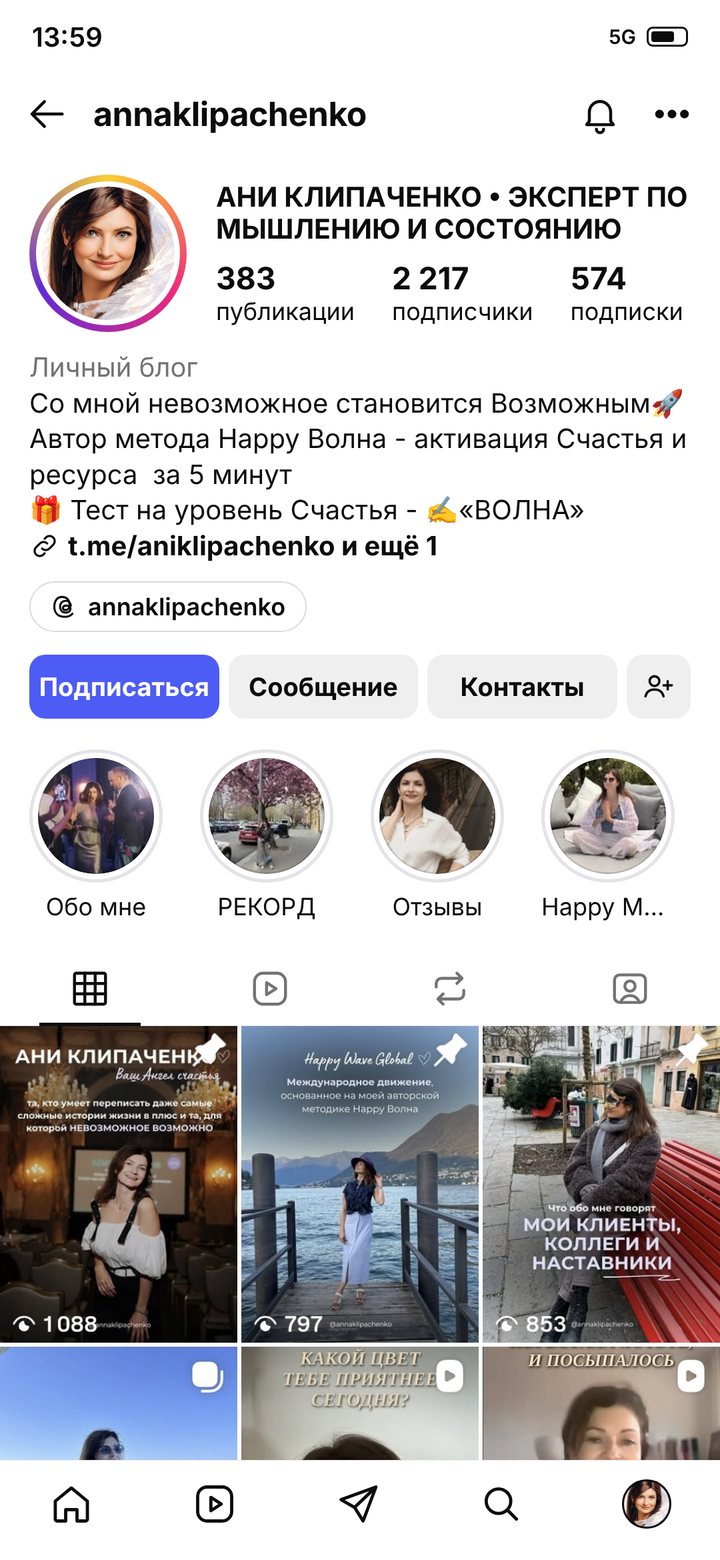 13:59
5G
annaklipachenko
АНИ КЛИПАЧЕНКО • ЭКСПЕРТ ПО
МЫШЛЕНИЮ И СОСТОЯНИЮ
383 2 217 574
публикации подписчики подписки
Личный блог
Со мной невозможное становится Возможным🚀
Автор метода Happy Волна - активация Счастья и
ресурса за 5 минут
🎁 Тест на уровень Счастья - ✍️«ВОЛНА»
t.me/aniklipachenko и ещё 1
annaklipachenko
Подписаться Сообщение Контакты
Обо мне РЕКОРД Отзывы Happy M...
АНИ КЛИПАЧЕНК
Ваш Ангел счастья
та, кто умеет переписать даже самые
сложные истории жизни в плюс и та, для
которой НЕВОЗМОЖНОЕ ВОЗМОЖНО
1 088
annaklipachenko
Happy Wave Global ♡
Международное движение,
основанное на моей авторской
методике Happy Волна
797
@annaklipachenko
Что обо мне говорят
МОИ КЛИЕНТЫ,
КОЛЛЕГИ И
НАСТАВНИКИ
853
@annaklipachenko
КАКОЙ ЦВЕТ
ТЕБЕ ПРИЯТНЕЕ
СЕГОДНЯ?
И ПОСЫПАЛОСЬ